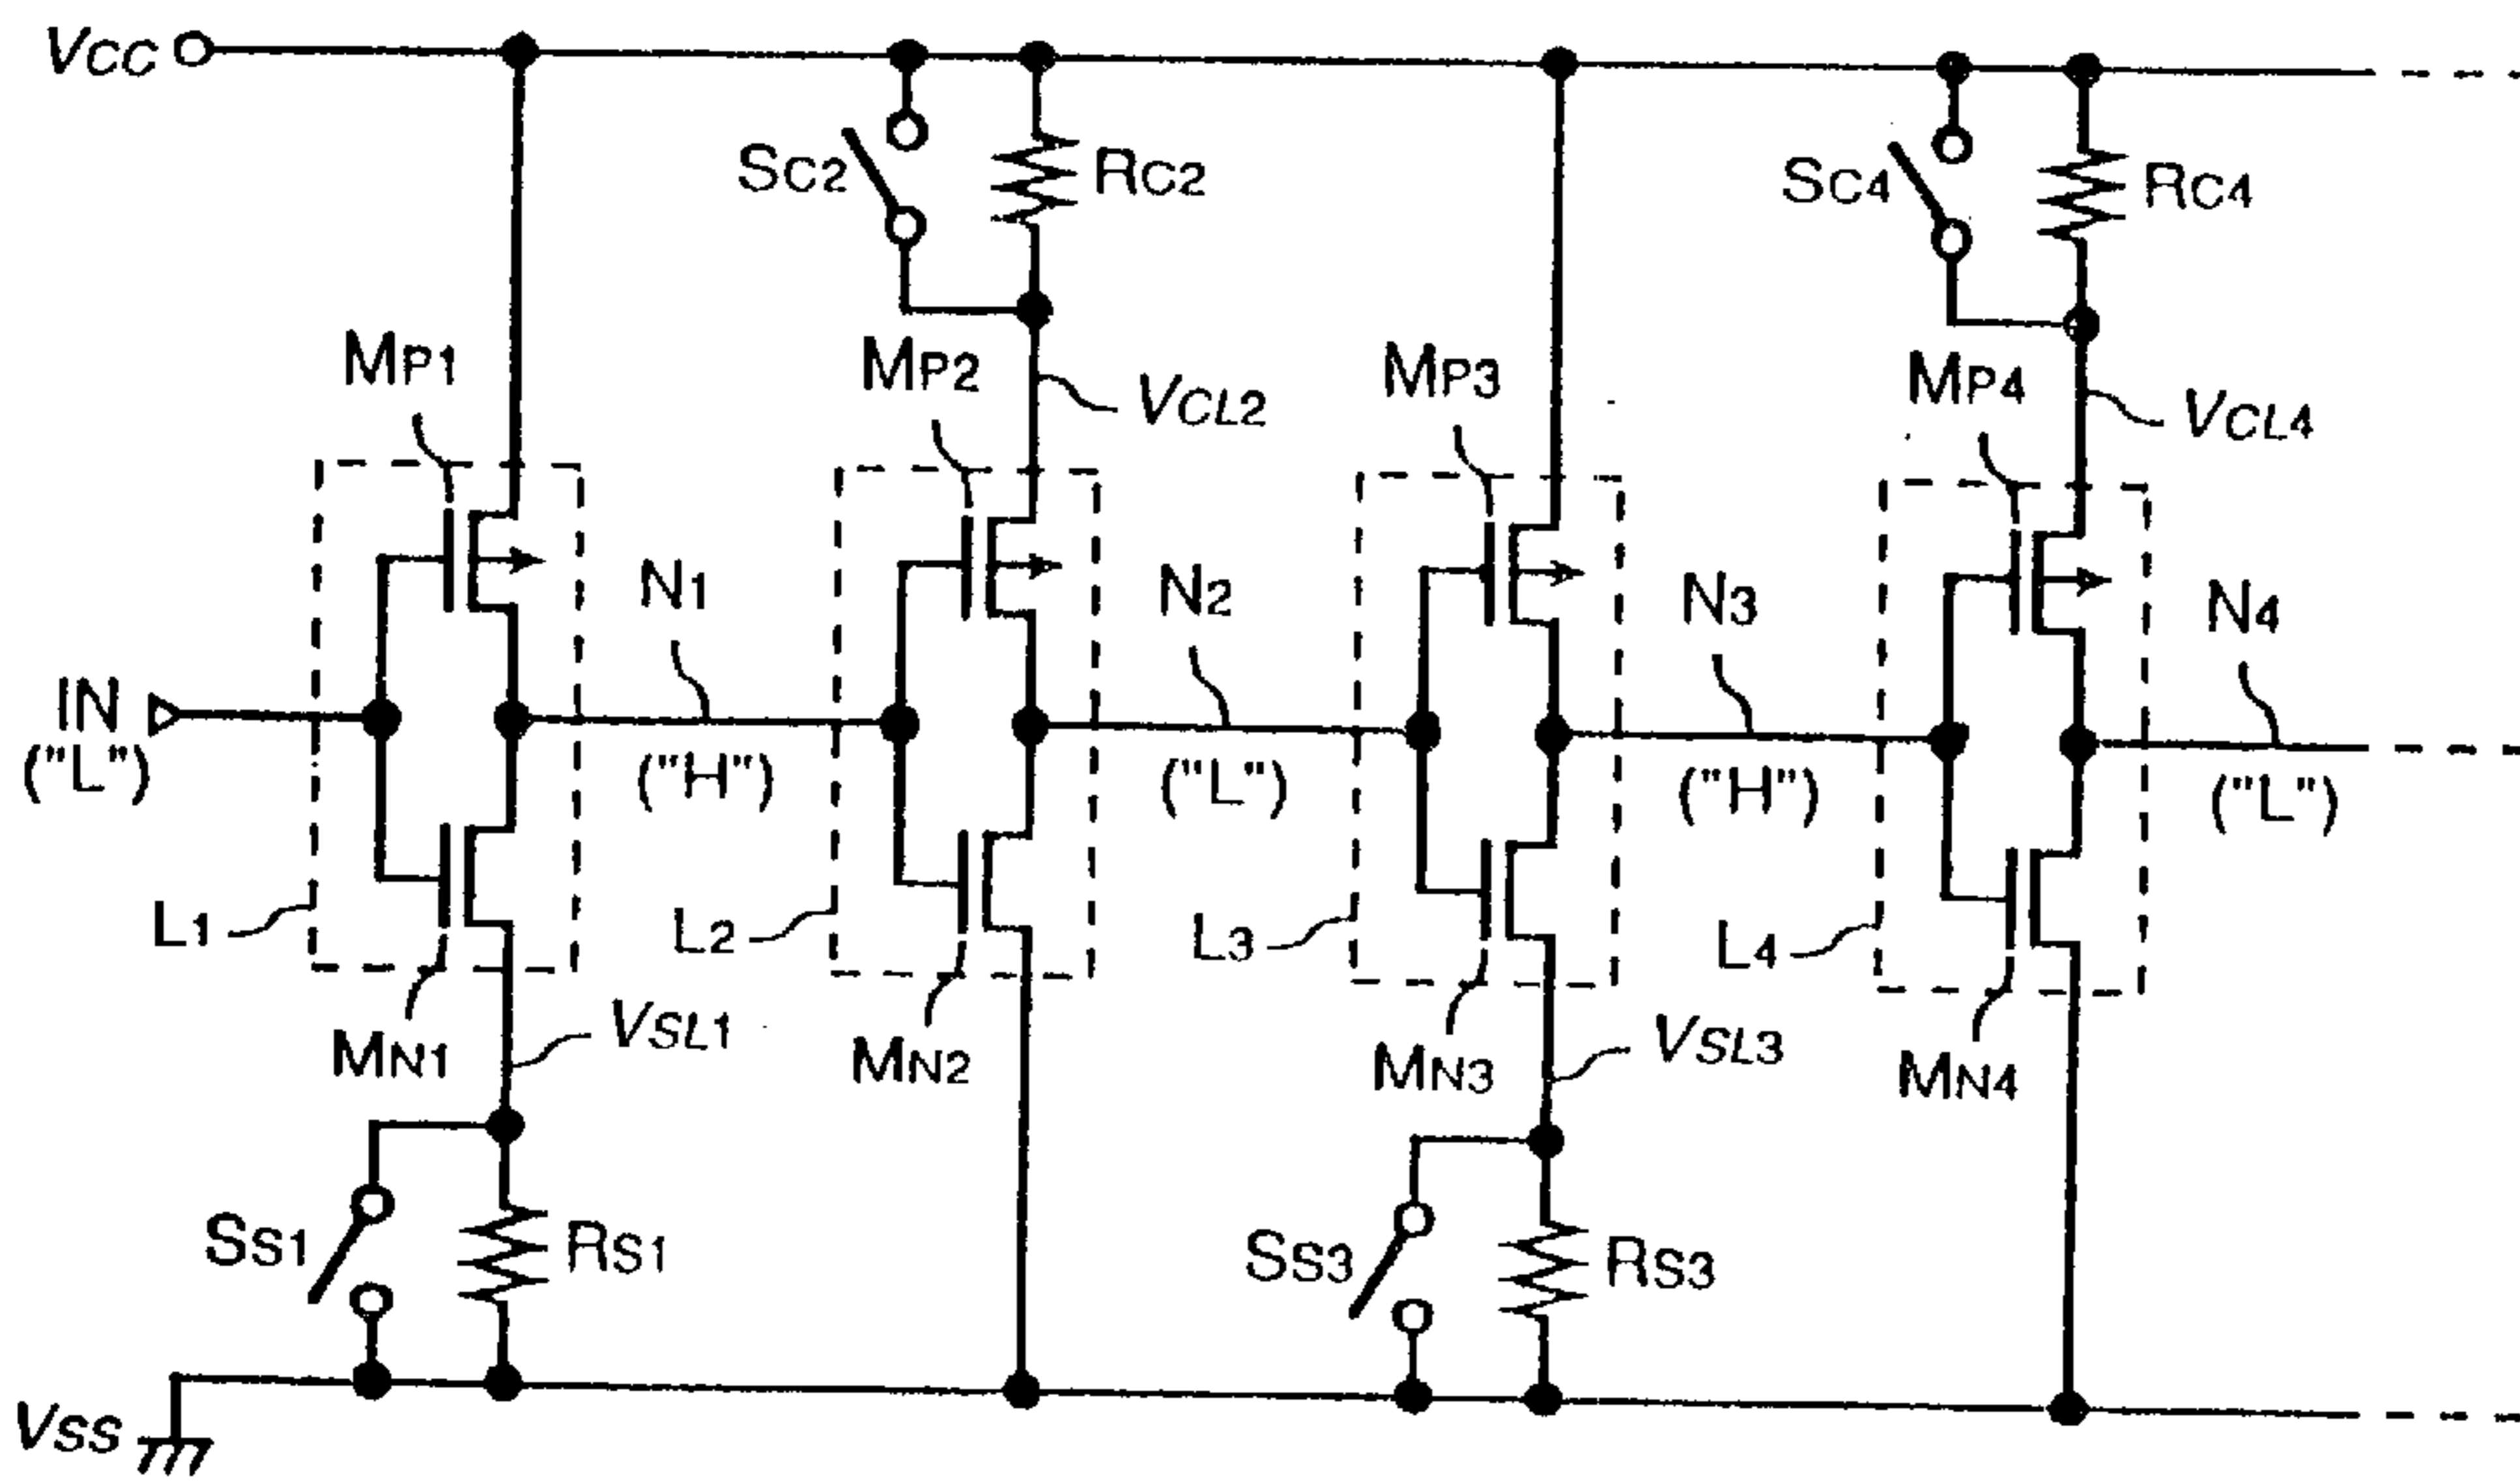 VCC
SC2
RC2
SC4
RC4
MP1
MP2
VCL2
MP3
MP4
VCL4
N1
N2
N3
N4
IN
("L")
("H")
("L")
("H")
("L")
L1
L2
L3
L4
MN1
VSL1
MN2
MN3
VSL3
MN4
SS1
RS1
SS3
RS3
VSS